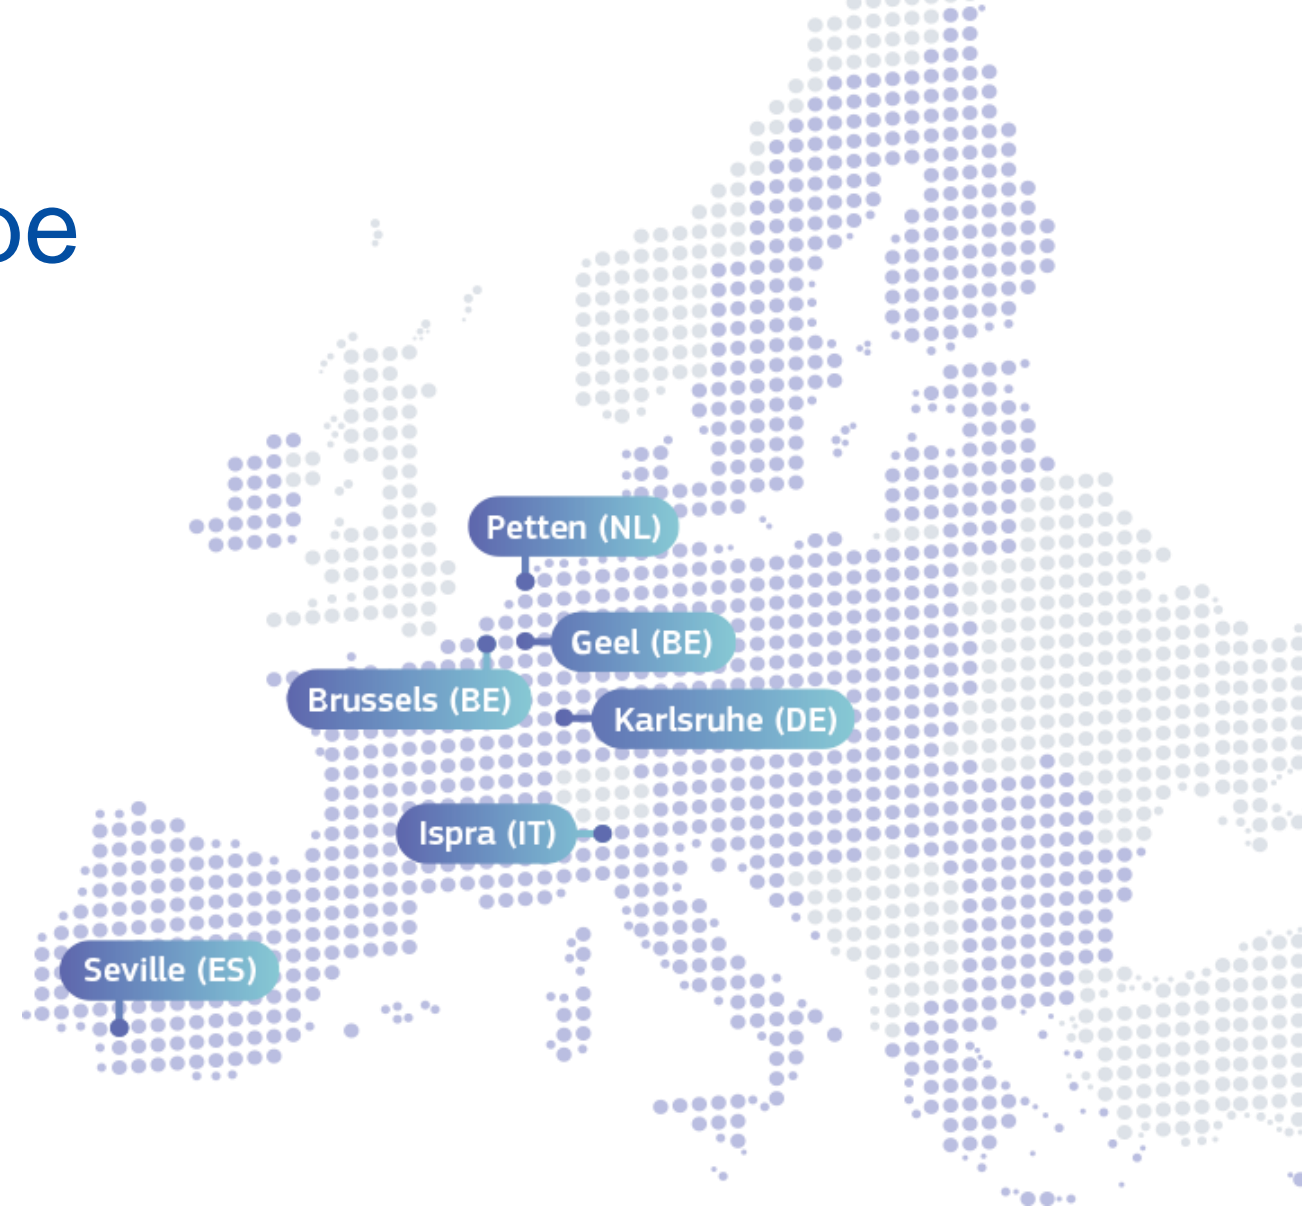 pe
Petten (NL)
Geel (BE)
Brussels (BE)
Karlsruhe (DE)
Ispra (IT)
Seville (ES)